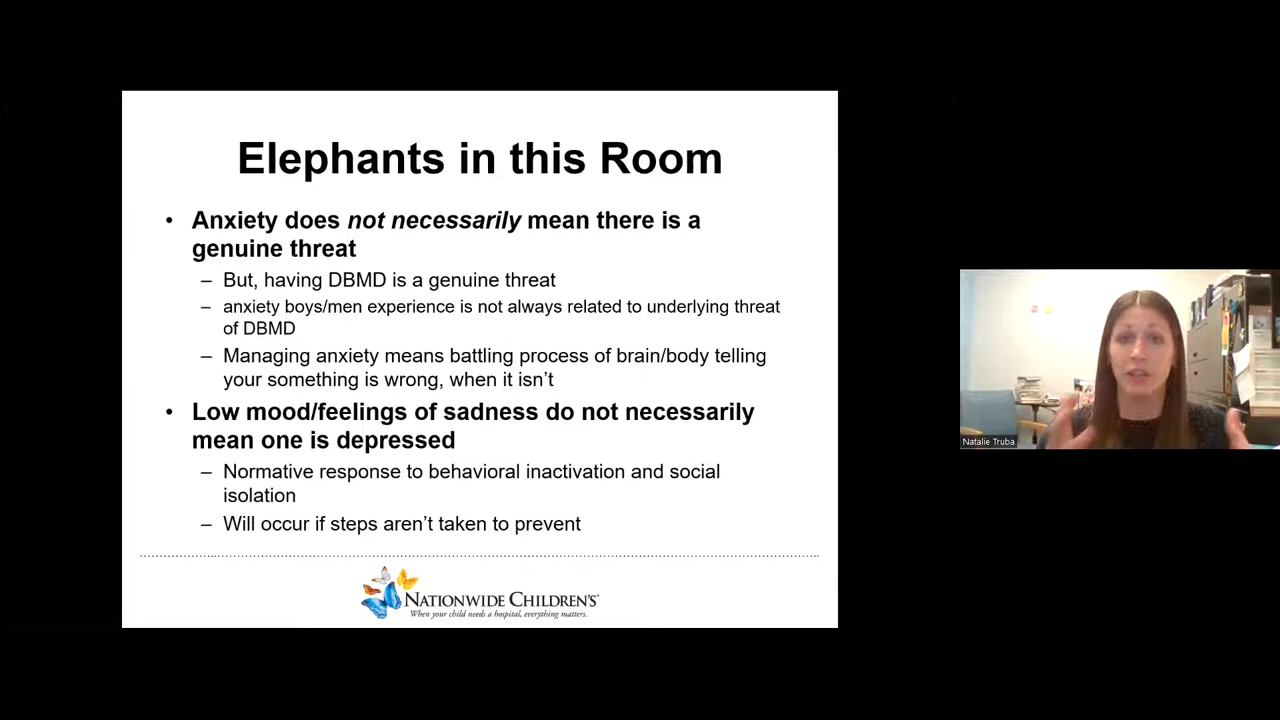 Elephants in this Room
• Anxiety does not necessarily mean there is a
genuine threat
– But, having DBMD is a genuine threat
– anxiety boys/men experience is not always related to underlying threat
of DBMD
– Managing anxiety means battling process of brain/body telling
your something is wrong, when it isn’t
• Low mood/feelings of sadness do not necessarily
mean one is depressed
– Normative response to behavioral inactivation and social
isolation
– Will occur if steps aren’t taken to prevent
NATIONWIDE CHILDREN'S®
When your child needs a hospital, everything matters.
Natalie Truba